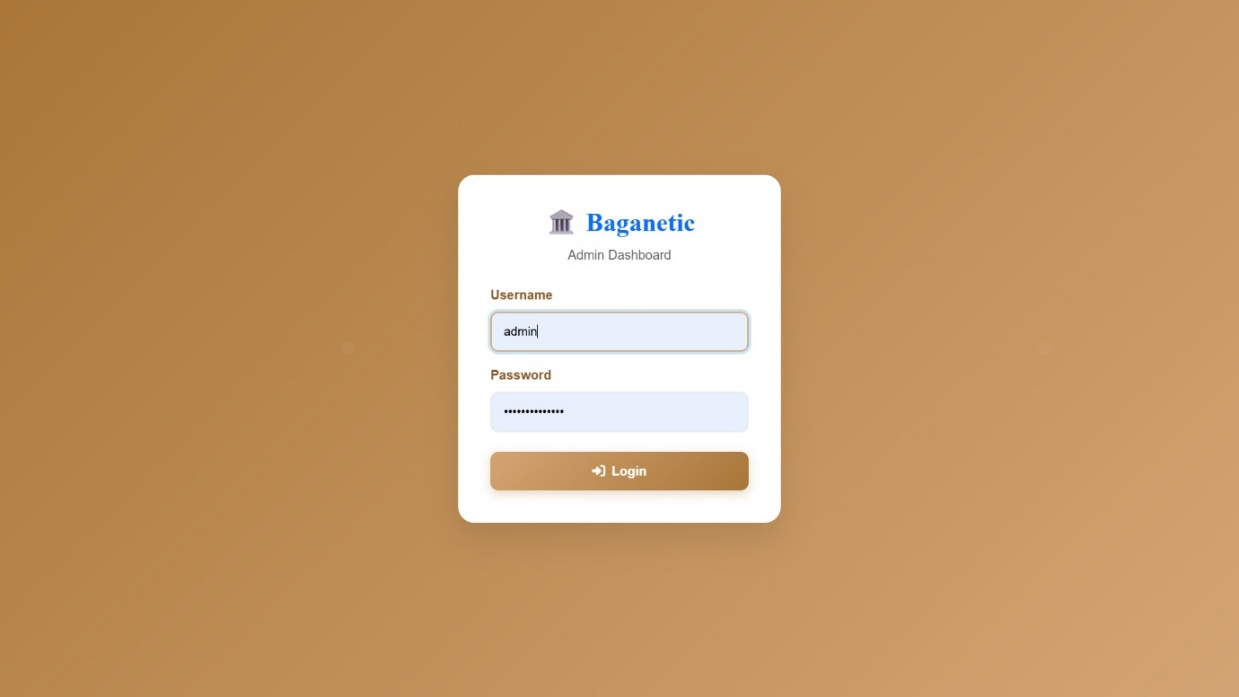 Baganetic
Admin Dashboard
Username
admin
Password
••••••••••••••
Login